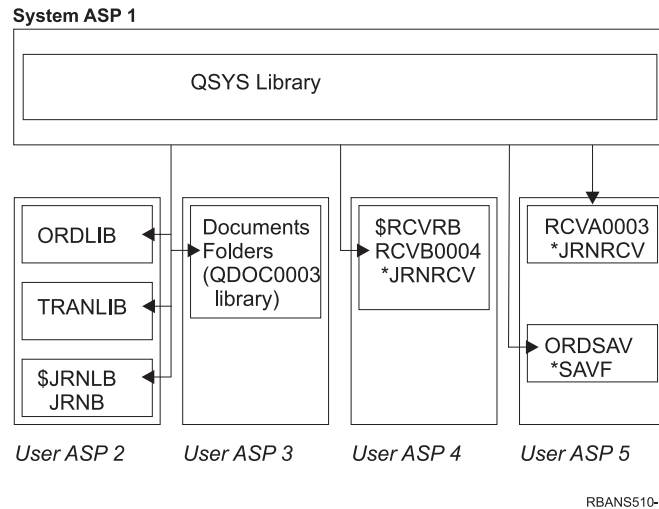 System ASP 1
QSYS Library
ORDLIB
TRANLIB
$JRNLB
JRNB
User ASP 2
Documents
Folders
(QDOC0003
library)
User ASP 3
$RCVRB
RCVB0004
*JRNRCV
User ASP 4
RCVA0003
*JRNRCV
ORDSAV
*SAVF
User ASP 5
RBANS510-